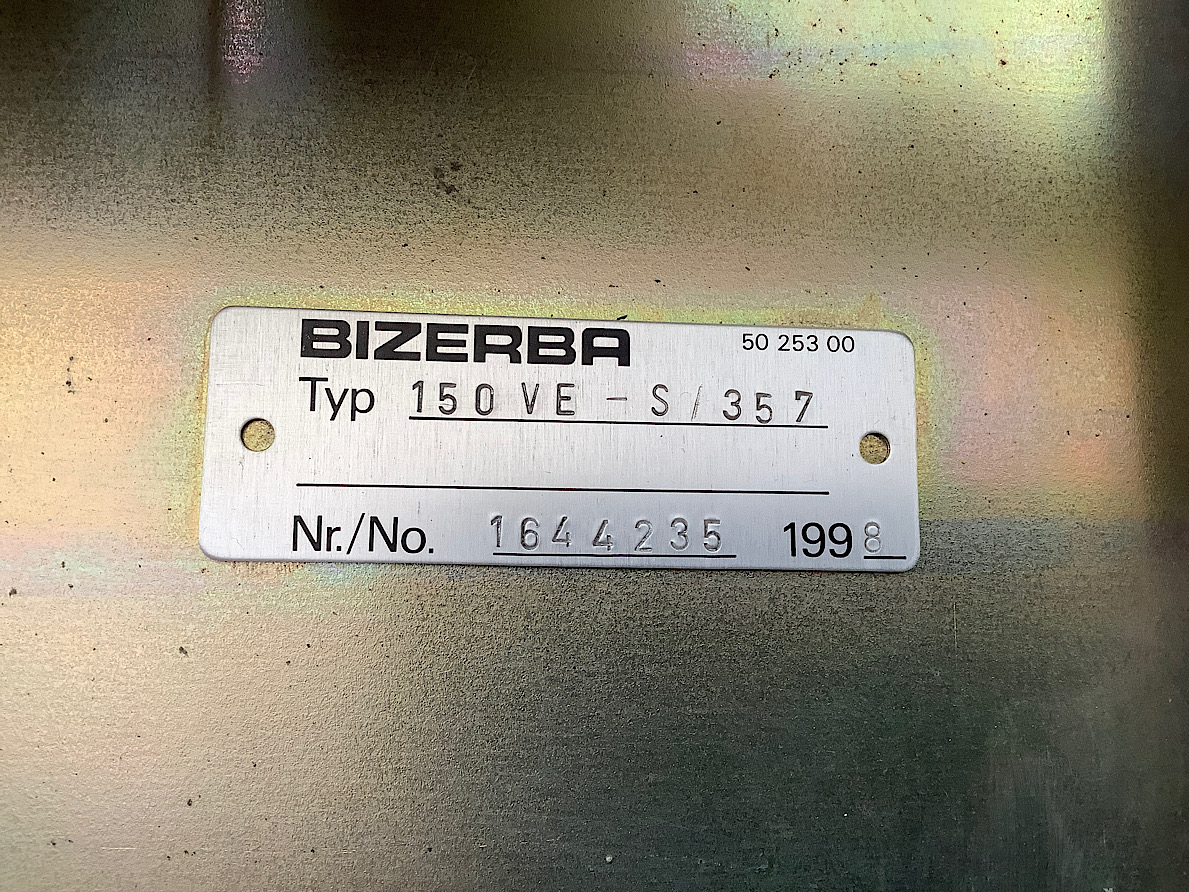 BIZERBA 50 253 00
Typ 150 VE - S/357
Nr./No. 1644235 1998